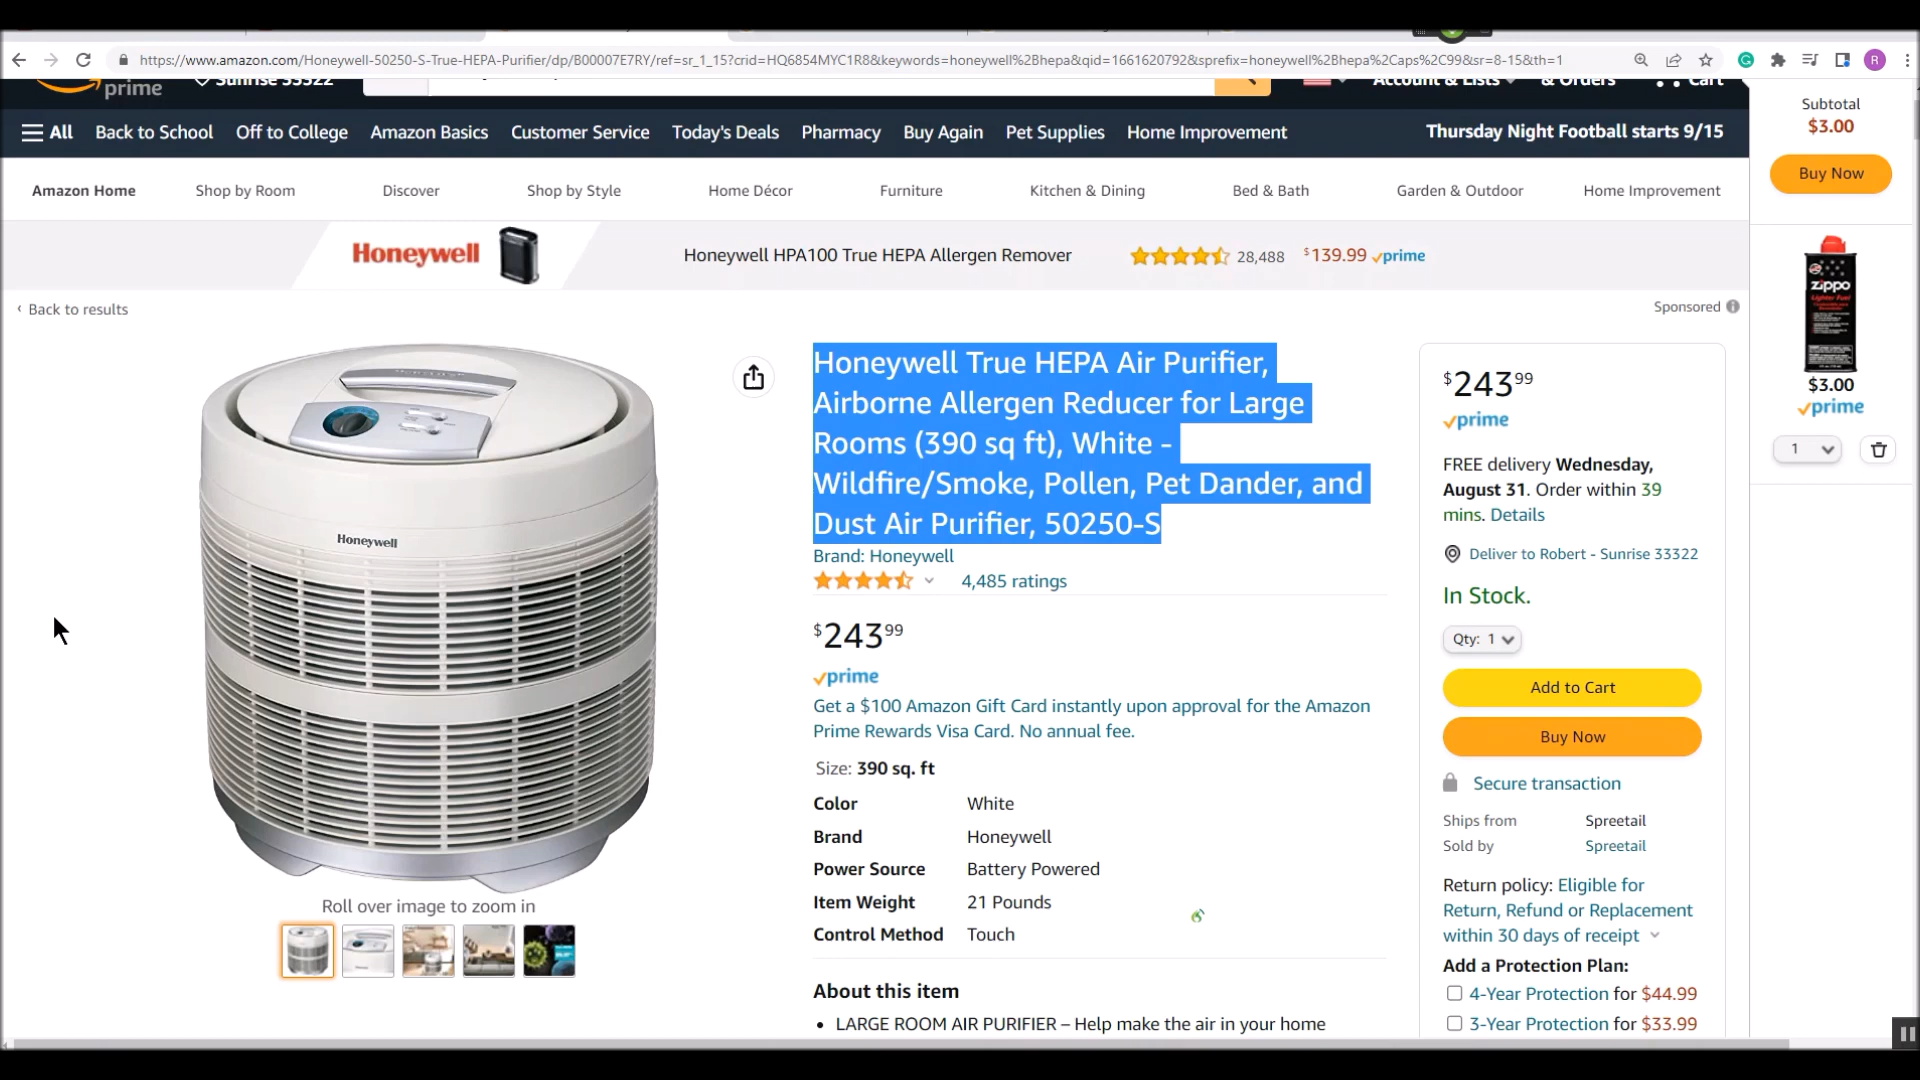 https://www.amazon.com/Honeywell-50250-S-True-HEPA-Purifier/dp/B00007E7RY/ref=sr_1_15?crid=HQ6854MYC1R8&keywords=honeywell%2Bhepa&qid=1661620792&sprefix=honeywell%2Bhepa%2Caps%2C99&sr=8-15&th=1
R
prime
Sunrise 33322
Account & Lists
& Orders
Cart
All Back to School Off to College Amazon Basics Customer Service Today's Deals Pharmacy Buy Again Pet Supplies Home Improvement
Thursday Night Football starts 9/15
Amazon Home Shop by Room Discover Shop by Style Home Décor Furniture Kitchen & Dining Bed & Bath Garden & Outdoor Home Improvement
Honeywell
Honeywell HPA100 True HEPA Allergen Remover
28,488 $139.99 prime
‹ Back to results
Sponsored
Honeywell
Roll over image to zoom in
Honeywell True HEPA Air Purifier,
Airborne Allergen Reducer for Large
Rooms (390 sq ft), White -
Wildfire/Smoke, Pollen, Pet Dander, and
Dust Air Purifier, 50250-S
Brand: Honeywell
4,485 ratings
$243.99
prime
Get a $100 Amazon Gift Card instantly upon approval for the Amazon
Prime Rewards Visa Card. No annual fee.
Size: 390 sq. ft
Color White
Brand Honeywell
Power Source Battery Powered
Item Weight 21 Pounds
Control Method Touch
About this item
• LARGE ROOM AIR PURIFIER – Help make the air in your home
$243.99
prime
FREE delivery Wednesday,
August 31. Order within 39
mins. Details
Deliver to Robert - Sunrise 33322
In Stock.
Qty: 1
Add to Cart
Buy Now
Secure transaction
Ships from Spreetail
Sold by Spreetail
Return policy: Eligible for
Return, Refund or Replacement
within 30 days of receipt
Add a Protection Plan:
4-Year Protection for $44.99
3-Year Protection for $33.99
Subtotal
$3.00
Buy Now
zippo
Lighter Fluid
$3.00
prime
1